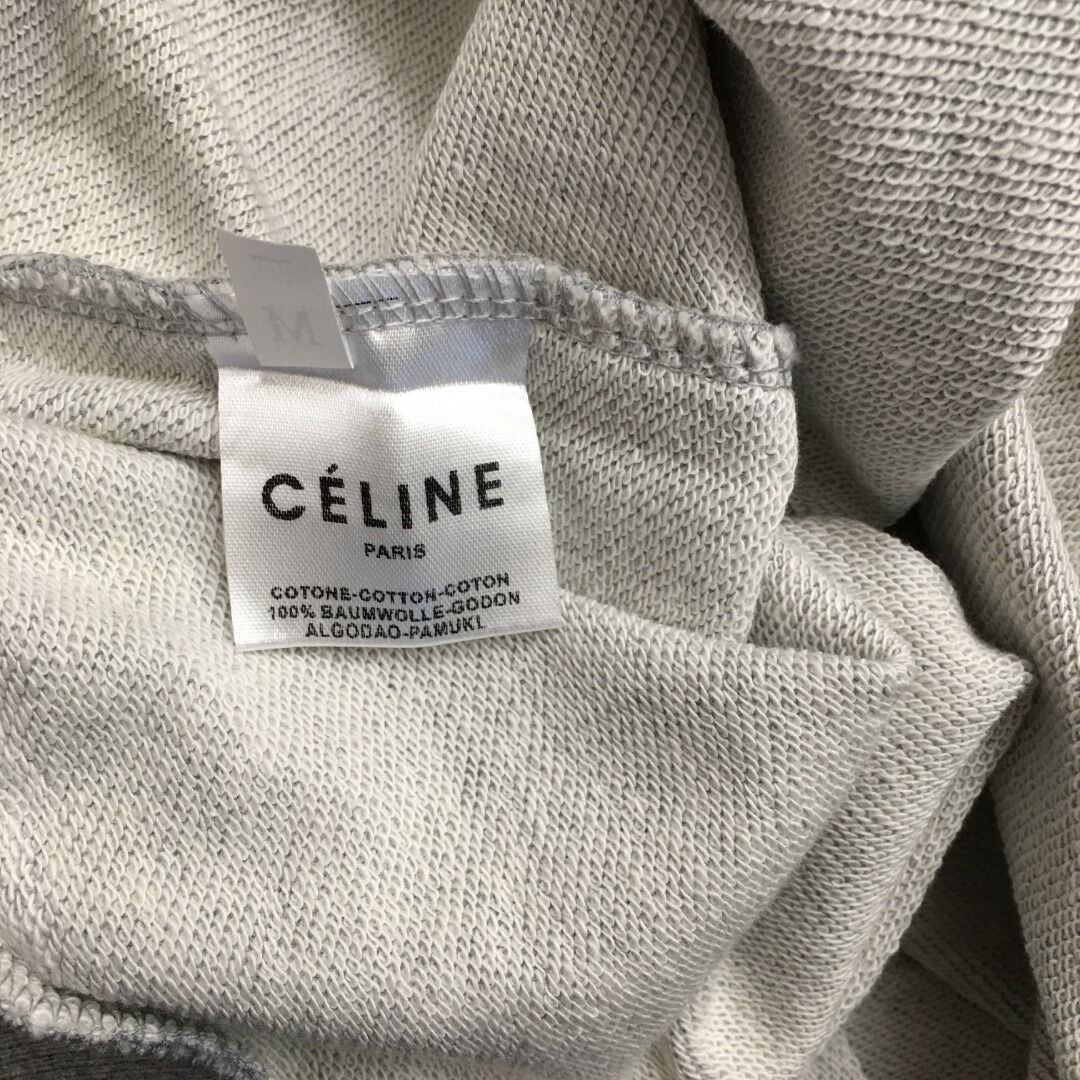 M
CÉLINE
PARIS
COTONE-COTTON-COTON
100% BAUMWOLLE-GODON
ALGODAO-PAMUKL